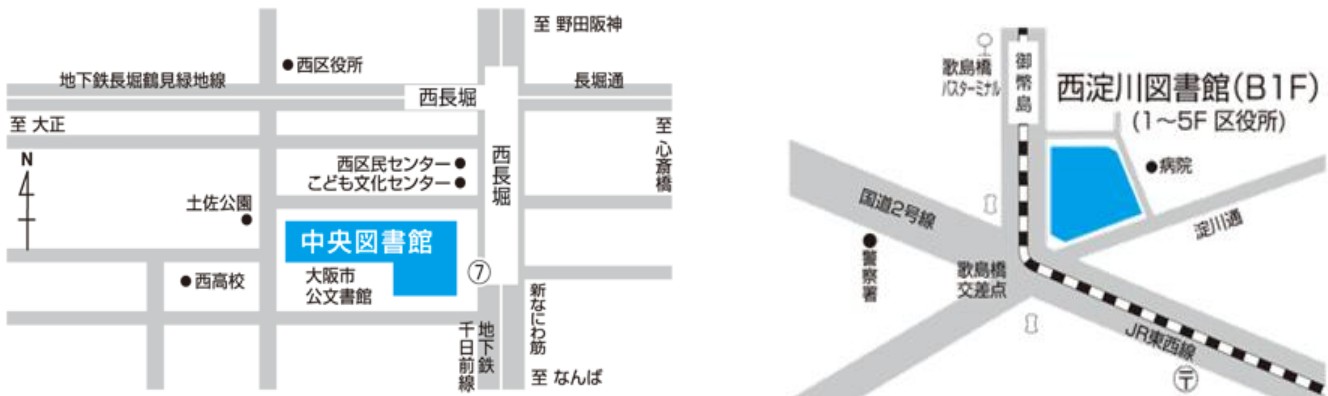 至 野田阪神
西区役所
地下鉄長堀鶴見緑地線
長堀通
西長堀
至 大正
至 心斎橋
N
西区民センター
こども文化センター
西長堀
土佐公園
中央図書館
大阪市
公文書館
西高校
⑦
新なにわ筋
地下鉄
千日前線
至 なんば
歌島橋
バスターミナル
御幣島
西淀川図書館(B1F)
(1～5F 区役所)
病院
国道2号線
淀川通
警察署
歌島橋
交差点
JR東西線
〒